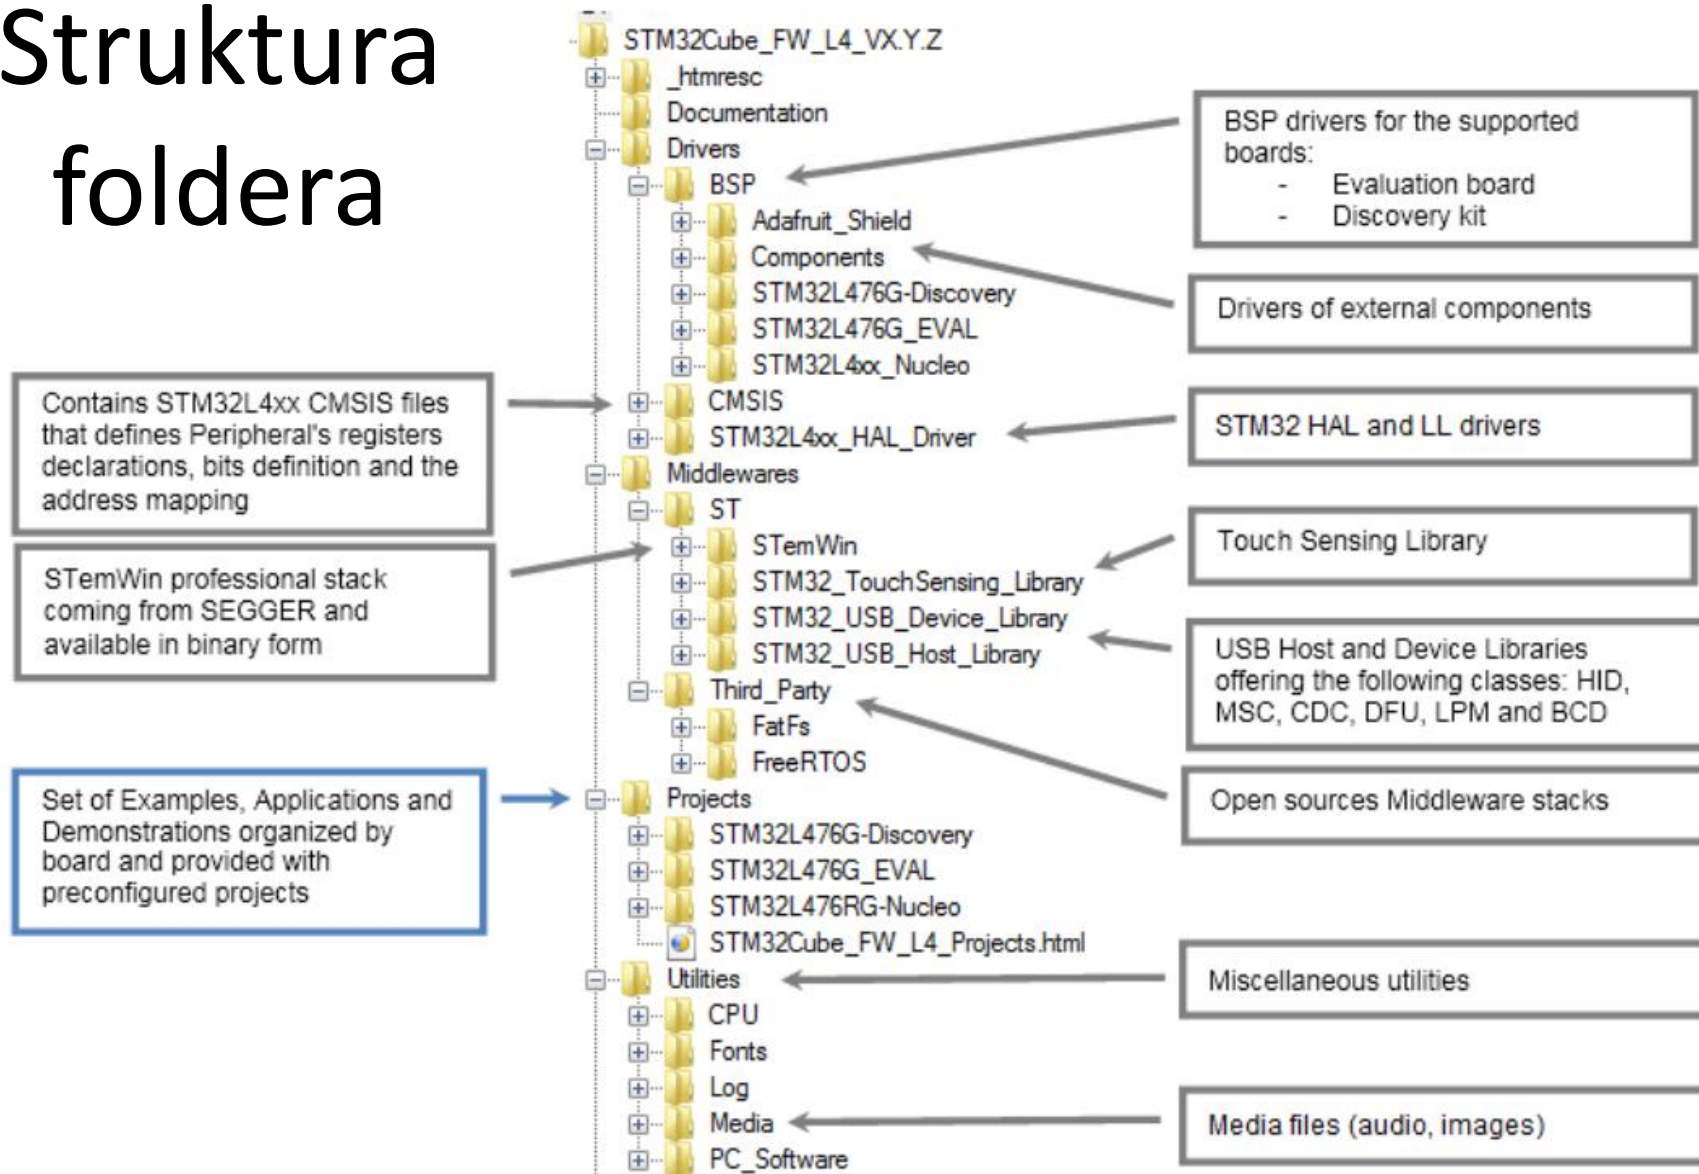 Struktura
foldera
STM32Cube_FW_L4_VX.Y.Z
_htmresc
Documentation
Drivers
BSP
Adafruit_Shield
Components
STM32L476G-Discovery
STM32L476G_EVAL
STM32L4xx_Nucleo
CMSIS
STM32L4xx_HAL_Driver
Middlewares
ST
STemWin
STM32_TouchSensing_Library
STM32_USB_Device_Library
STM32_USB_Host_Library
Third_Party
FatFs
FreeRTOS
Projects
STM32L476G-Discovery
STM32L476G_EVAL
STM32L476RG-Nucleo
STM32Cube_FW_L4_Projects.html
Utilities
CPU
Fonts
Log
Media
PC_Software
Contains STM32L4xx CMSIS files
that defines Peripheral's registers
declarations, bits definition and the
address mapping
STemWin professional stack
coming from SEGGER and
available in binary form
Set of Examples, Applications and
Demonstrations organized by
board and provided with
preconfigured projects
BSP drivers for the supported
boards:
- Evaluation board
- Discovery kit
Drivers of external components
STM32 HAL and LL drivers
Touch Sensing Library
USB Host and Device Libraries
offering the following classes: HID,
MSC, CDC, DFU, LPM and BCD
Open sources Middleware stacks
Miscellaneous utilities
Media files (audio, images)